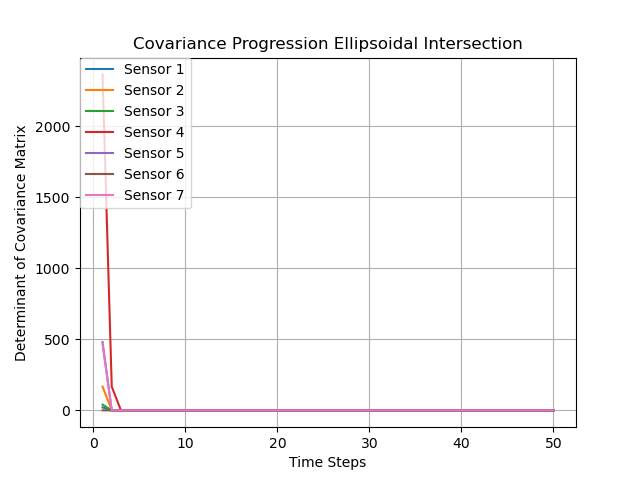 Covariance Progression Ellipsoidal Intersection
Sensor 1
Sensor 2
Sensor 3
Sensor 4
Sensor 5
Sensor 6
Sensor 7
Determinant of Covariance Matrix
2000
1500
1000
500
0
0 10 20 30 40 50
Time Steps